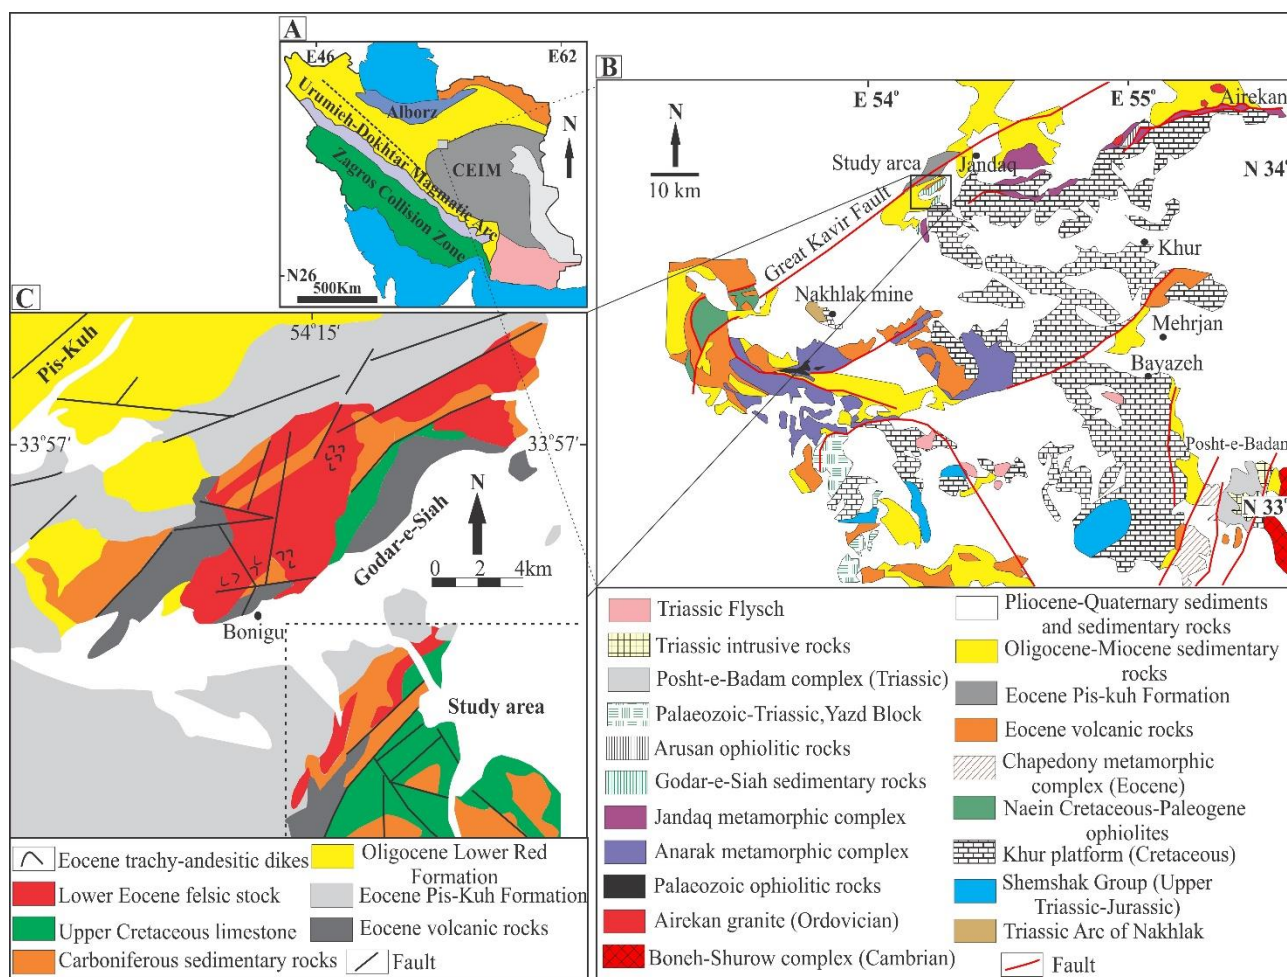 A
E46
E62
Alborz
Urumieh-Dokhtar Magmatic Arc
Zagros Collision Zone
CEIM
N
N26
500Km
B
E 54°
E 55°
N
10 km
Airekan
Study area
Jandaq
N 34°
Great Kavir Fault
Khur
Nakhlak mine
Mehrjan
Bayazeh
Posht-e-Badam
N 33°
C
54°15′
Pis-Kuh
33°57′
33°57′
N
Godar-e-Siah
0 2 4km
Bonigu
Study area
Eocene trachy-andesitic dikes
Lower Eocene felsic stock
Upper Cretaceous limestone
Carboniferous sedimentary rocks
Oligocene Lower Red
Formation
Eocene Pis-Kuh Formation
Eocene volcanic rocks
Fault
Triassic Flysch
Triassic intrusive rocks
Posht-e-Badam complex (Triassic)
Palaeozoic-Triassic,Yazd Block
Arusan ophiolitic rocks
Godar-e-Siah sedimentary rocks
Jandaq metamorphic complex
Anarak metamorphic complex
Palaeozoic ophiolitic rocks
Airekan granite (Ordovician)
Boneh-Shurow complex (Cambrian)
Pliocene-Quaternary sediments
and sedimentary rocks
Oligocene-Miocene sedimentary
rocks
Eocene Pis-kuh Formation
Eocene volcanic rocks
Chapedony metamorphic
complex (Eocene)
Naein Cretaceous-Paleogene
ophiolites
Khur platform (Cretaceous)
Shemshak Group (Upper
Triassic-Jurassic)
Triassic Arc of Nakhlak
Fault